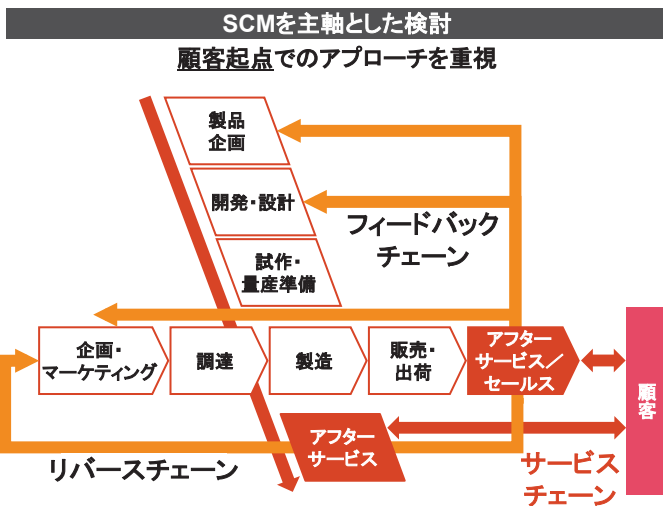 SCMを主軸とした検討
顧客起点でのアプローチを重視
製品
企画
開発・設計
試作・
量産準備
フィードバック
チェーン
企画・
マーケティング
調達
製造
販売・
出荷
アフター
サービス／
セールス
顧客
アフター
サービス
リバースチェーン
サービス
チェーン